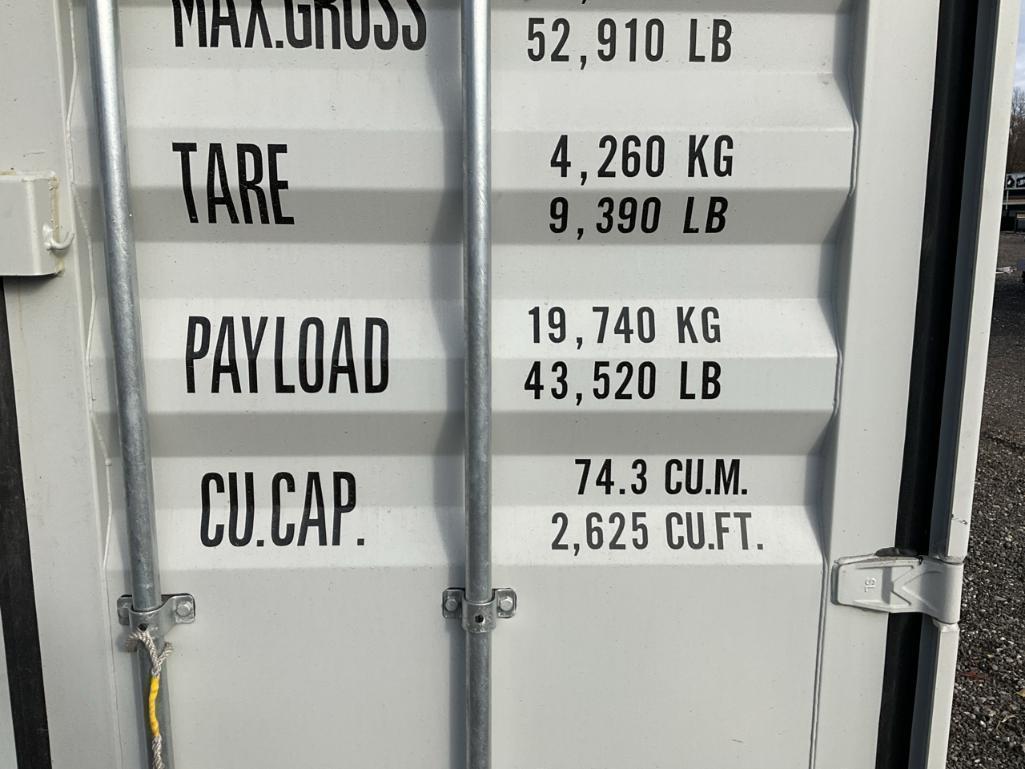 MAX.GROSS 52,910 LB
TARE 4,260 KG
9,390 LB
PAYLOAD 19,740 KG
43,520 LB
CU.CAP. 74.3 CU.M.
2,625 CU.FT.